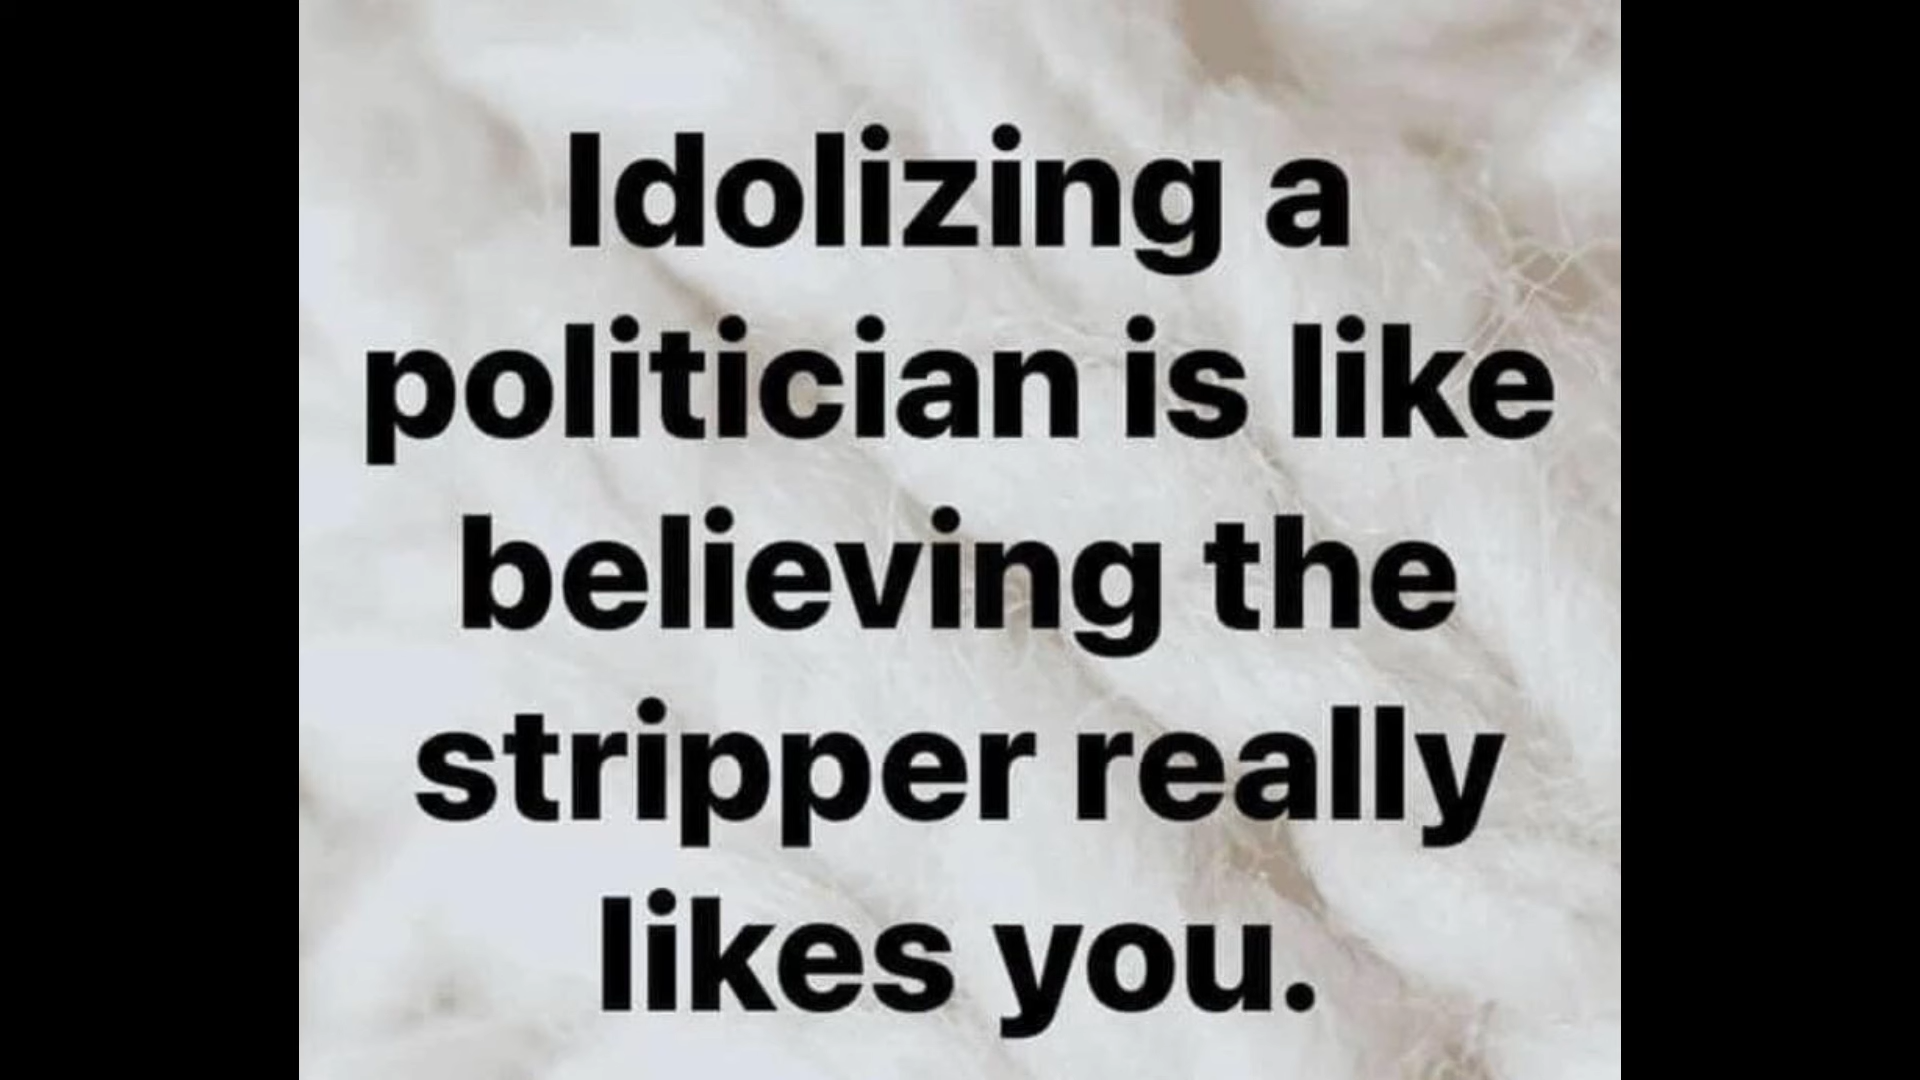 Idolizing a
politician is like
believing the
stripper really
likes you.